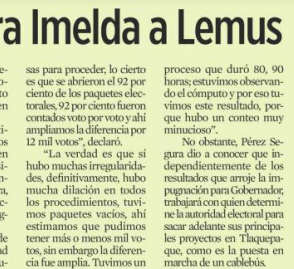 ra Imelda a Lemus
sas para proceder, lo cierto
es que se abrieron el 92 por
ciento de los paquetes elec-
torales, 92 por ciento fueron
contados voto por voto y ahí
ampliamos la diferencia por
12 mil votos”, declaró.
“La verdad es que sí
hubo muchas irregularida-
des, definitivamente, hubo
mucha dilación en todos
los procedimientos, tuvi-
mos paquetes vacíos, ahí
estamos que pudimos
tener más o menos mil vo-
tos, sin embargo la diferen-
cia fue amplia. Tuvimos un
proceso que duró 80, 90
horas; estuvimos observan-
do el cómputo y por eso tu-
vimos este resultado, por-
que hubo un conteo muy
minucioso”.
No obstante, Pérez Se-
gura dio a conocer que in-
dependientemente de los
resultados que arroje la im-
pugnación para Gobernador,
trabajará con quien determi-
ne la autoridad electoral para
sacar adelante sus princi-
pales proyectos en Tlaquepa-
que, como es la puesta en
marcha de un cablebús.